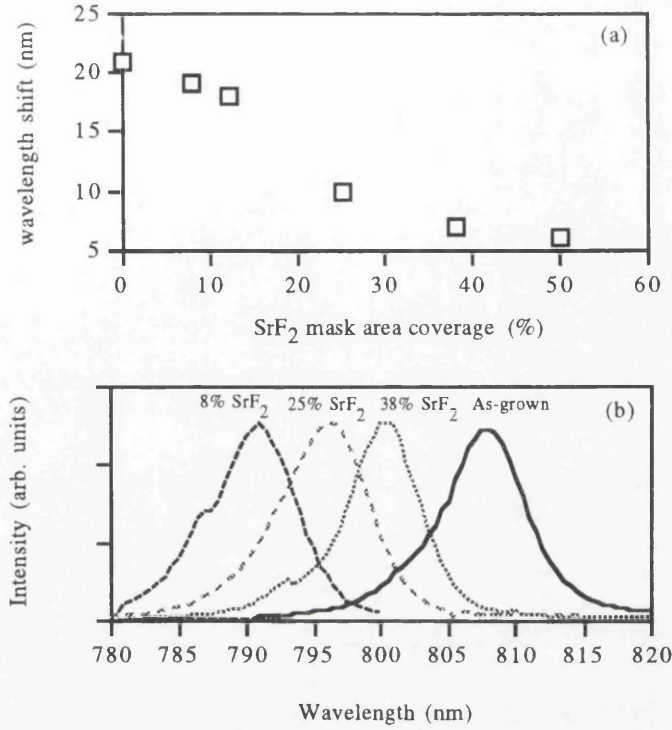 25
(a)
20
15
10
5
wavelength shift (nm)
0 10 20 30 40 50 60
SrF2 mask area coverage (%)
8% SrF2 25% SrF2 38% SrF2 As-grown (b)
Intensity (arb. units)
780 785 790 795 800 805 810 815 820
Wavelength (nm)